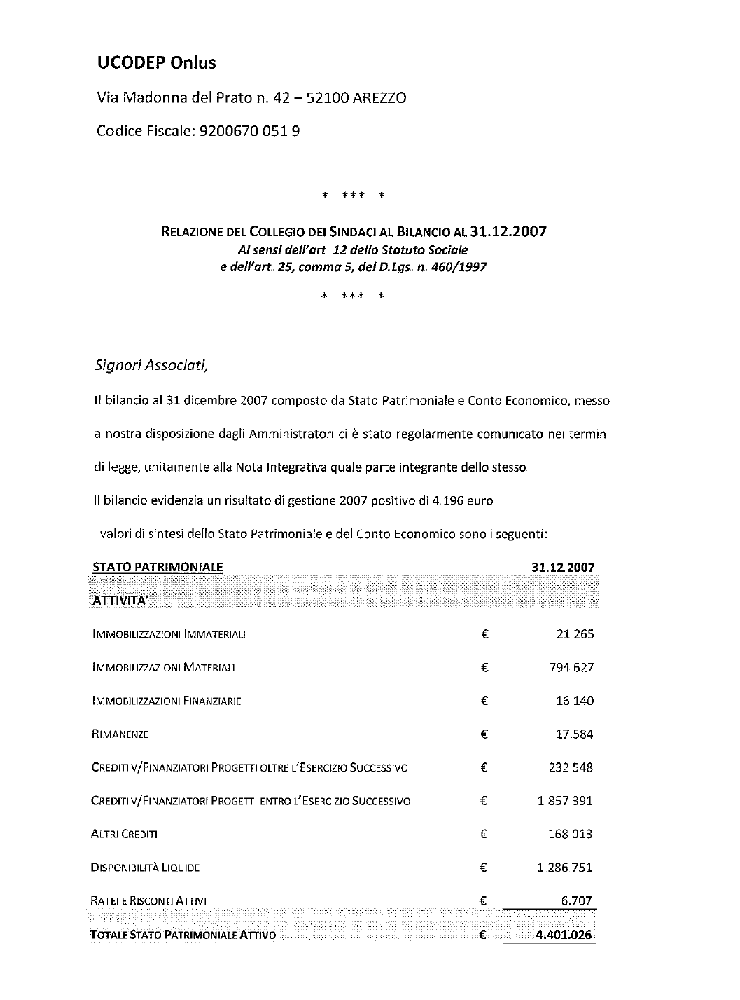 UCODEP Onlus
Via Madonna del Prato n. 42 – 52100 AREZZO
Codice Fiscale: 9200670 051 9
* *** *
RELAZIONE DEL COLLEGIO DEI SINDACI AL BILANCIO AL 31.12.2007
Ai sensi dell'art. 12 dello Statuto Sociale
e dell'art. 25, comma 5, del D.Lgs. n. 460/1997
* *** *
Signori Associati,
Il bilancio al 31 dicembre 2007 composto da Stato Patrimoniale e Conto Economico, messo
a nostra disposizione dagli Amministratori ci è stato regolarmente comunicato nei termini
di legge, unitamente alla Nota Integrativa quale parte integrante dello stesso.
Il bilancio evidenzia un risultato di gestione 2007 positivo di 4.196 euro.
I valori di sintesi dello Stato Patrimoniale e del Conto Economico sono i seguenti:
STATO PATRIMONIALE 31.12.2007
ATTIVITA'
IMMOBILIZZAZIONI IMMATERIALI € 21 265
IMMOBILIZZAZIONI MATERIALI € 794.627
IMMOBILIZZAZIONI FINANZIARIE € 16 140
RIMANENZE € 17.584
CREDITI V/FINANZIATORI PROGETTI OLTRE L'ESERCIZIO SUCCESSIVO € 232 548
CREDITI V/FINANZIATORI PROGETTI ENTRO L'ESERCIZIO SUCCESSIVO € 1.857.391
ALTRI CREDITI € 168 013
DISPONIBILITÀ LIQUIDE € 1 286.751
RATEI E RISCONTI ATTIVI € 6.707
TOTALE STATO PATRIMONIALE ATTIVO € 4.401.026